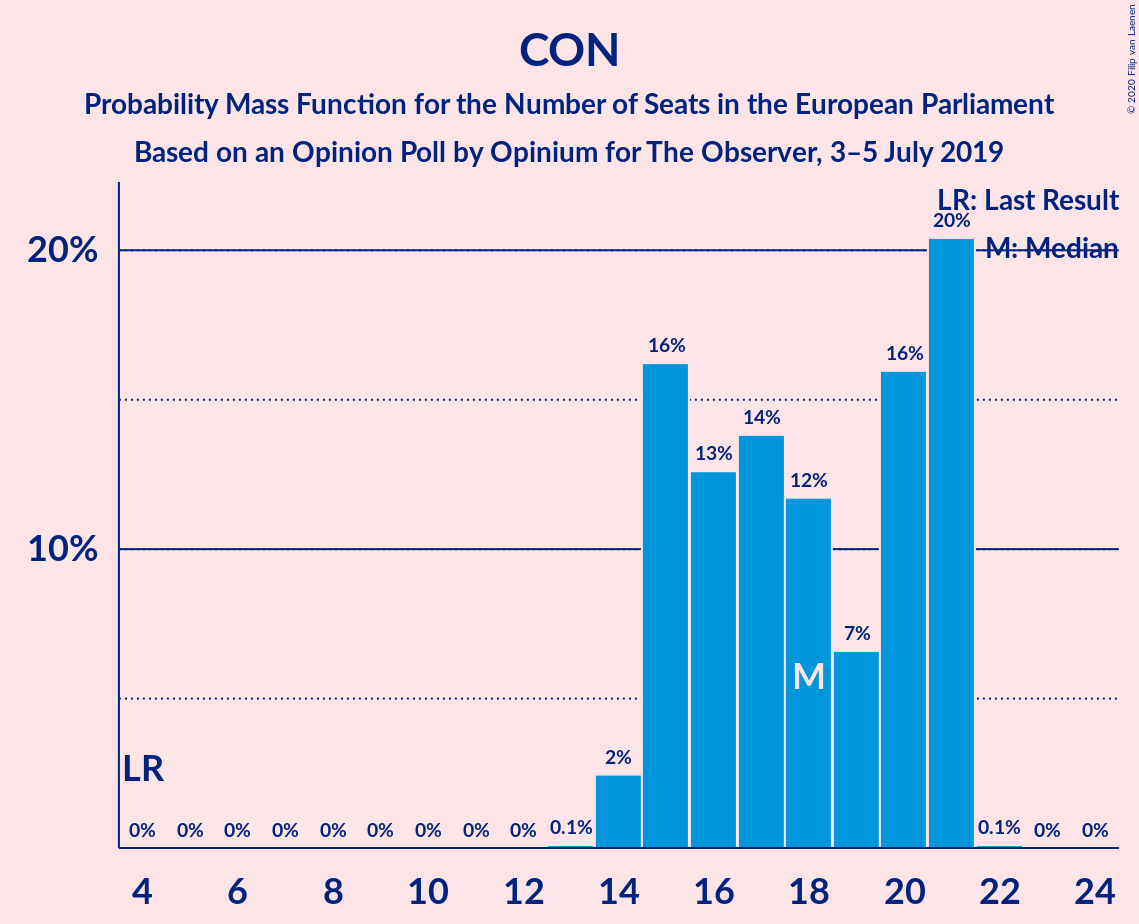 CON
Probability Mass Function for the Number of Seats in the European Parliament
Based on an Opinion Poll by Opinium for The Observer, 3–5 July 2019
© 2020 Filip van Laenen
LR: Last Result
M: Median
20%
10%
20%
16%
16%
14%
13%
12%
7%
M
2%
LR
0% 0% 0% 0% 0% 0% 0% 0% 0% 0.1% 0.1% 0% 0%
4 6 8 10 12 14 16 18 20 22 24